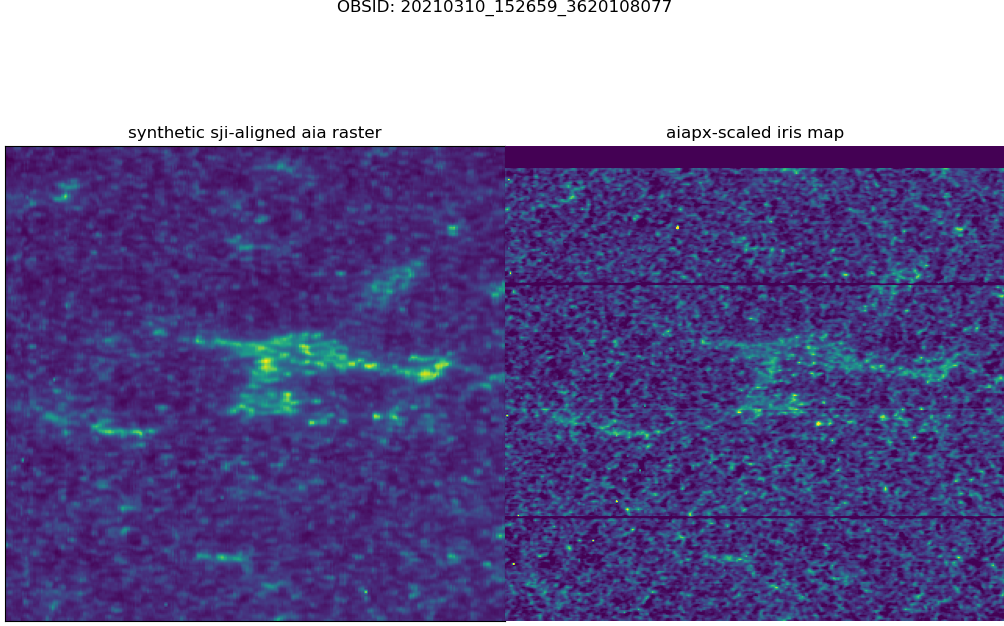 OBSID: 20210310_152659_3620108077
synthetic sji-aligned aia raster
aiapx-scaled iris map